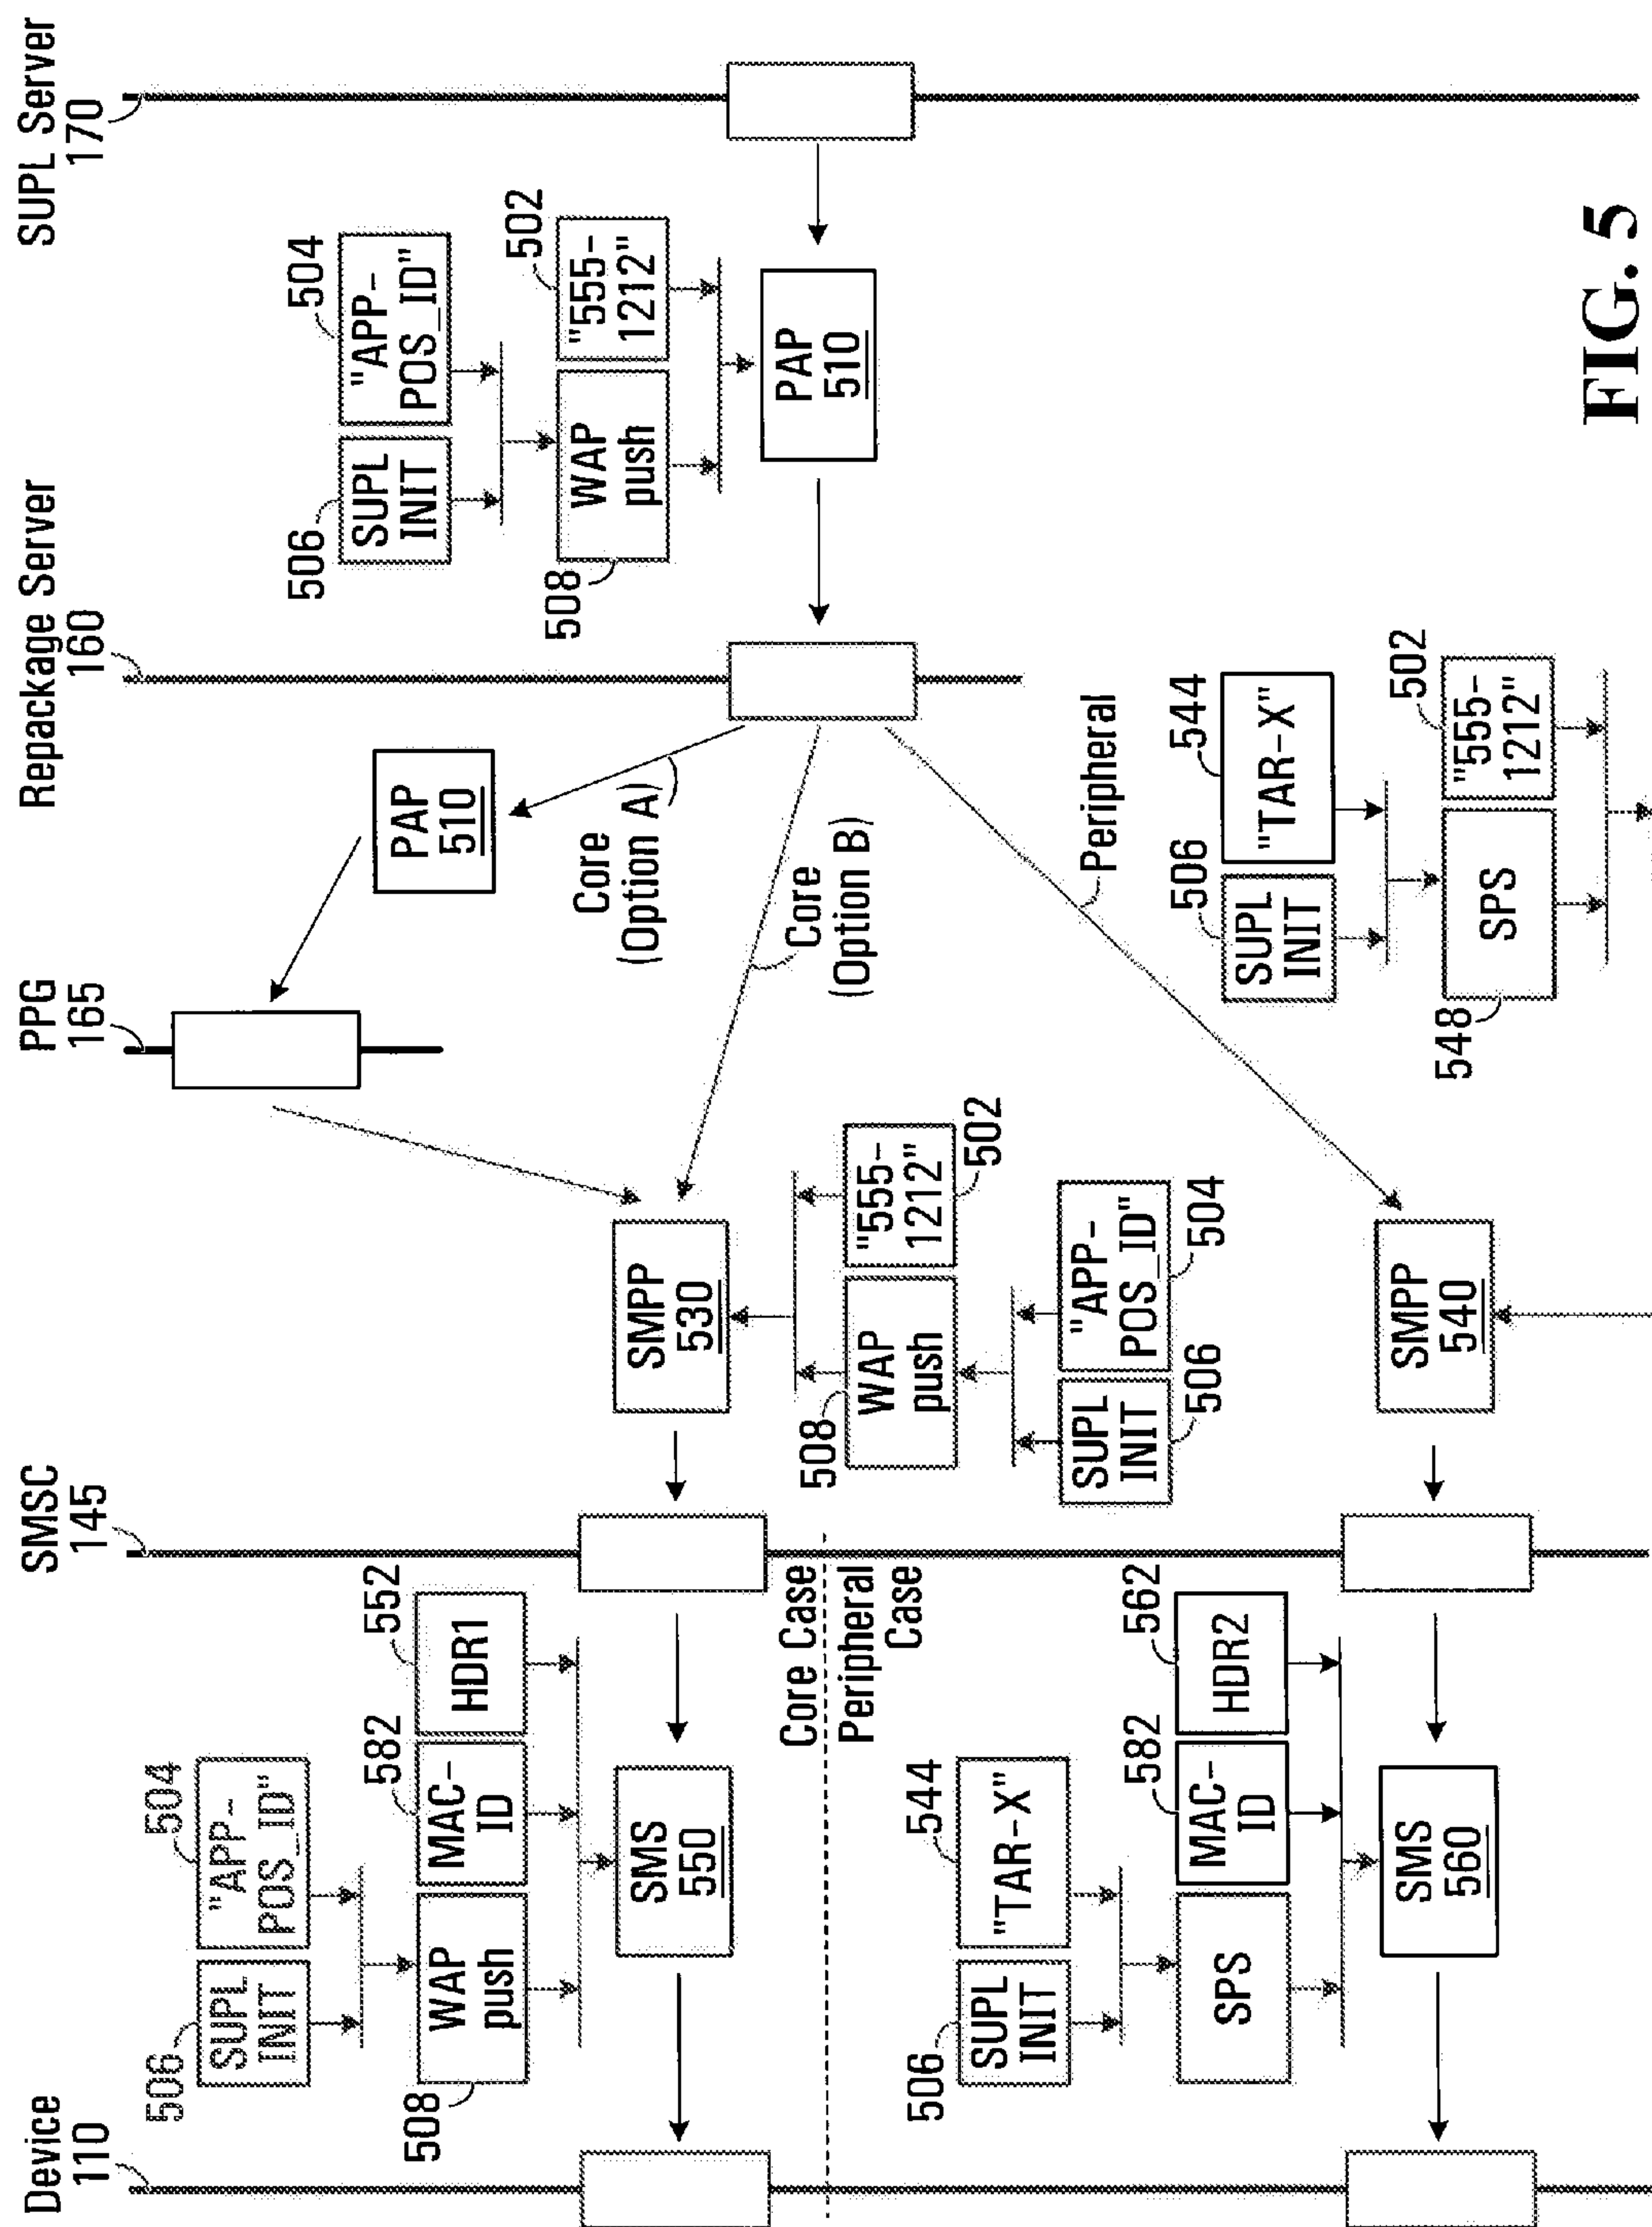 Device
110
SMSC
145
PPG
165
Repackage Server
160
SUPL Server
170
506
504
SUPL
INIT
"APP-
POS_ID"
508
582
552
WAP
push
MAC-
ID
HDR1
SMS
550
Core Case
Peripheral
Case
506
544
SUPL
INIT
"TAR-X"
582
562
SPS
MAC-
ID
HDR2
SMS
560
SMPP
530
508
WAP
push
"555-
1212"
502
SUPL
INIT
"APP-
POS_ID"
506
504
SMPP
540
PAP
510
Core
(Option A)
Core
(Option B)
Peripheral
506
544
SUPL
INIT
"TAR-X"
548
502
SPS
"555-
1212"
506
504
SUPL
INIT
"APP-
POS_ID"
508
502
WAP
push
"555-
1212"
PAP
510
FIG. 5